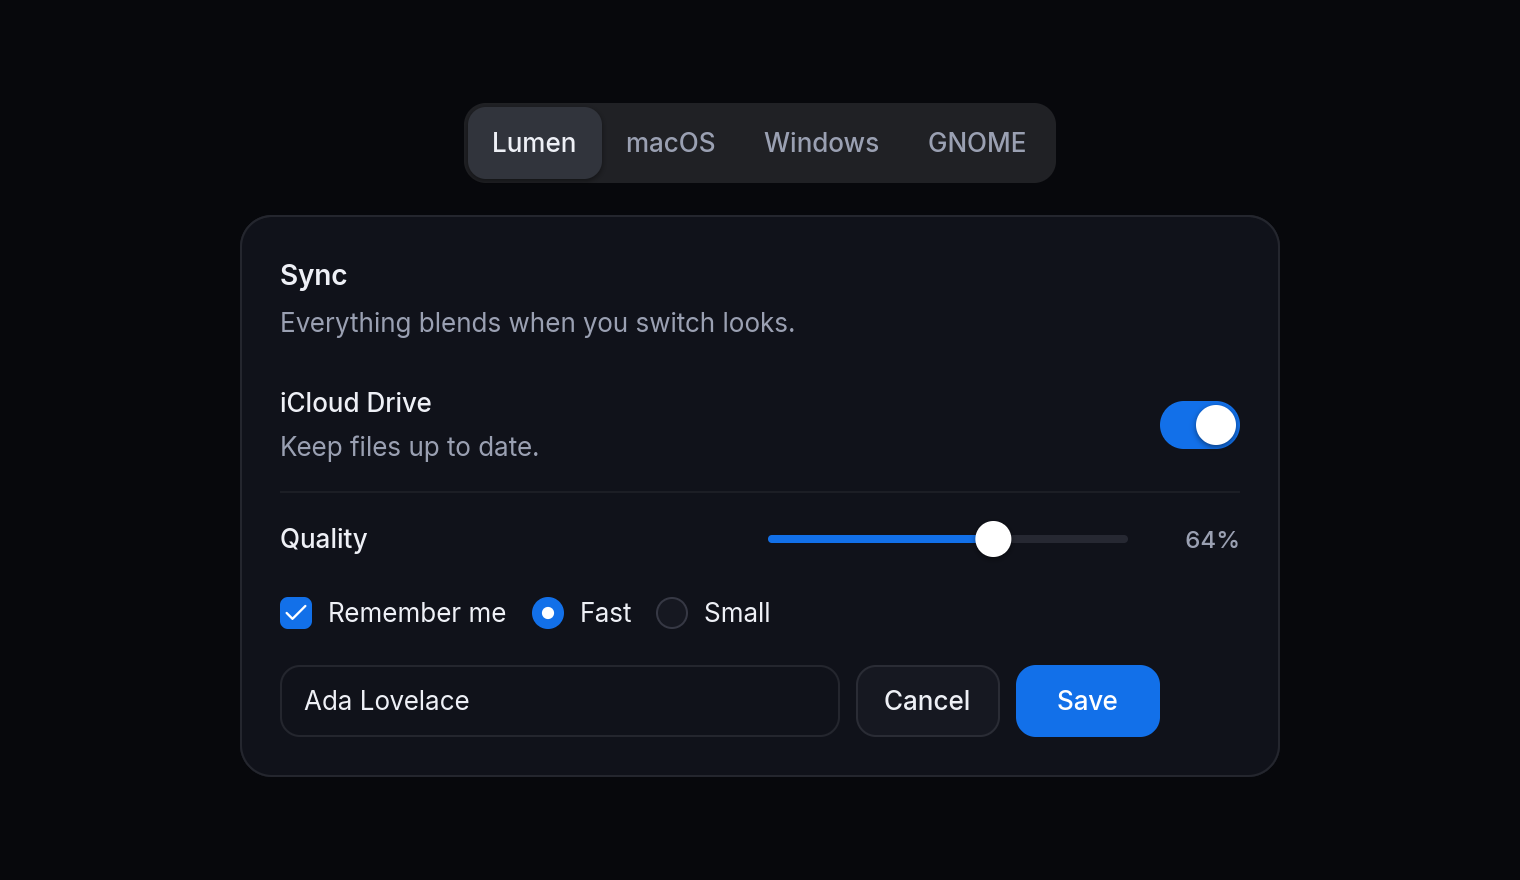 Lumen macOS Windows GNOME
Sync
Everything blends when you switch looks.
iCloud Drive
Keep files up to date.
Quality 64%
Remember me Fast Small
Ada Lovelace Cancel Save